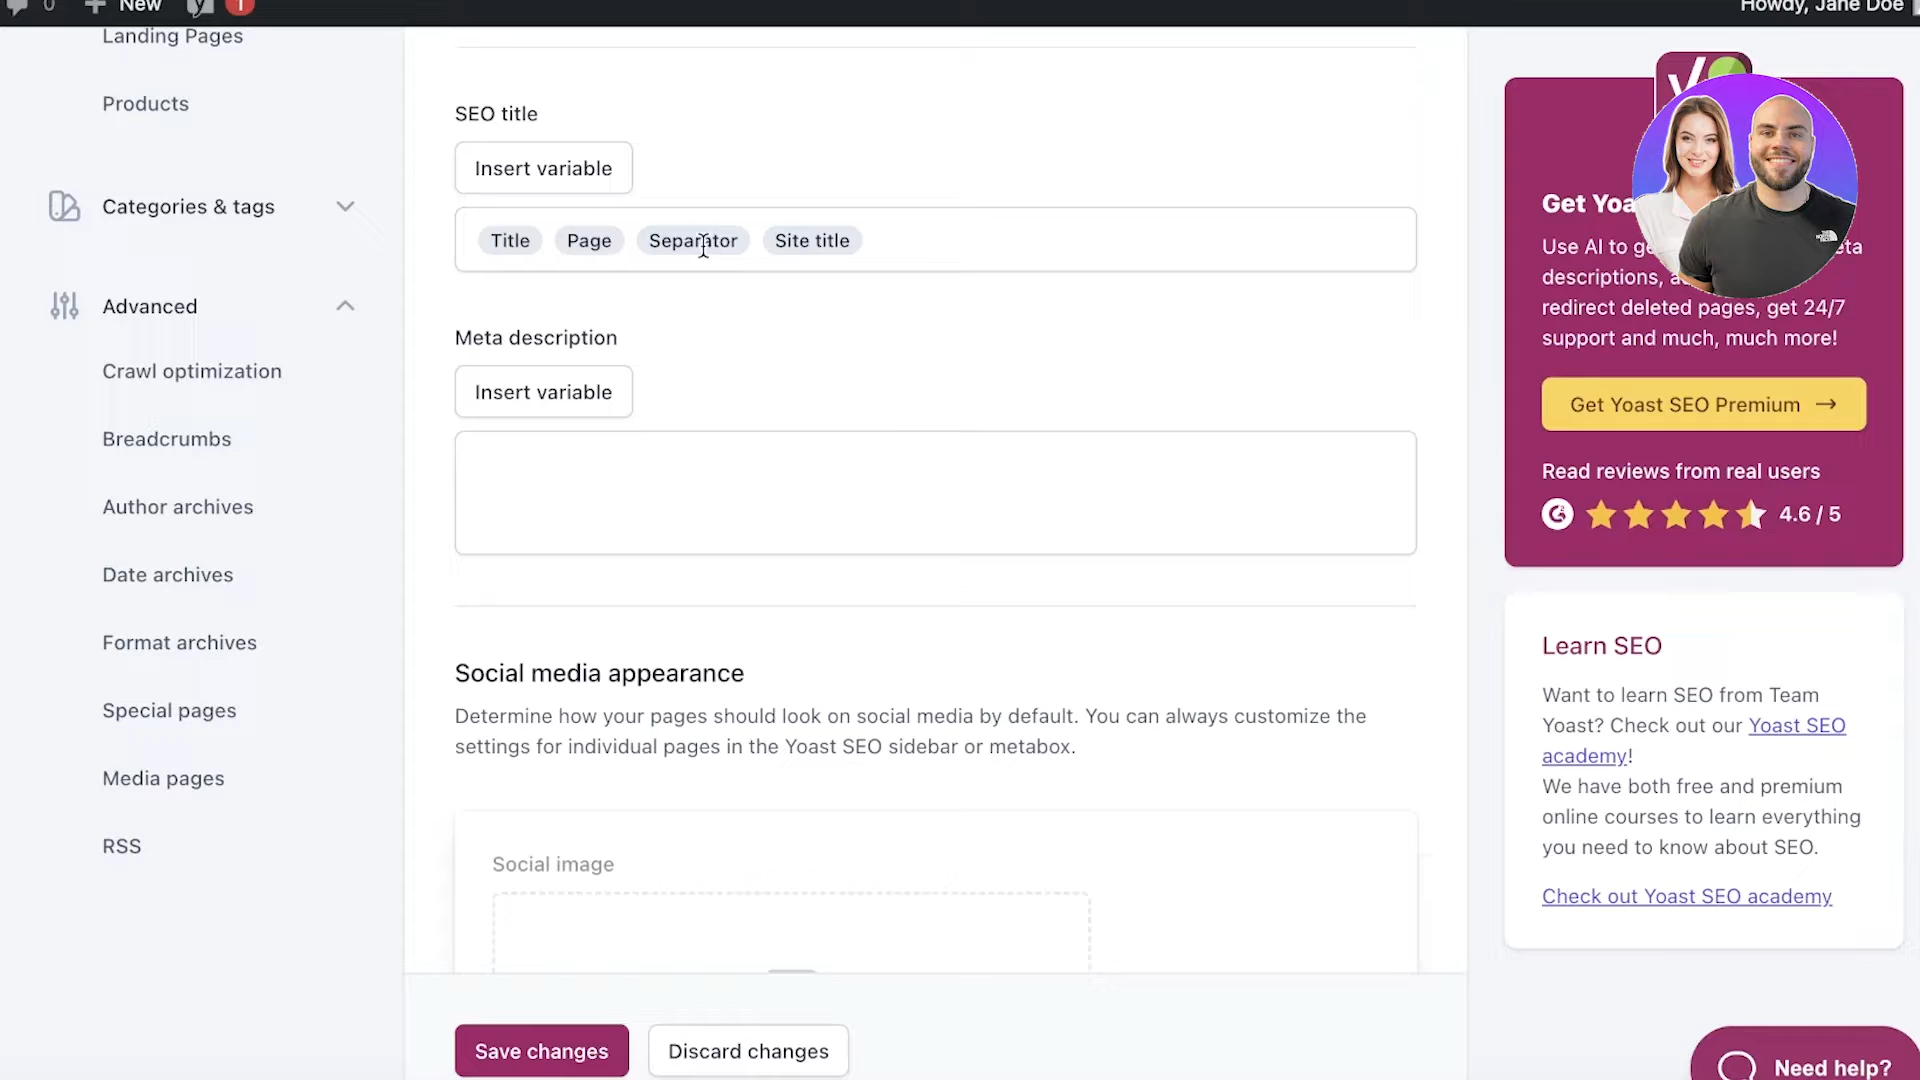 0
New
1
Howdy, Jane Doe
Landing Pages
Products
Categories & tags
Advanced
Crawl optimization
Breadcrumbs
Author archives
Date archives
Format archives
Special pages
Media pages
RSS
SEO title
Insert variable
Title Page Separator Site title
Meta description
Insert variable
Social media appearance
Determine how your pages should look on social media by default. You can always customize the
settings for individual pages in the Yoast SEO sidebar or metabox.
Social image
Save changes
Discard changes
Get
Use AI to
descriptions,
redirect deleted pages, get 24/7
support and much, much more!
Get Yoast SEO Premium →
Read reviews from real users
4.6 / 5
Learn SEO
Want to learn SEO from Team
Yoast? Check out our Yoast SEO
academy!
We have both free and premium
online courses to learn everything
you need to know about SEO.
Check out Yoast SEO academy
Need help?